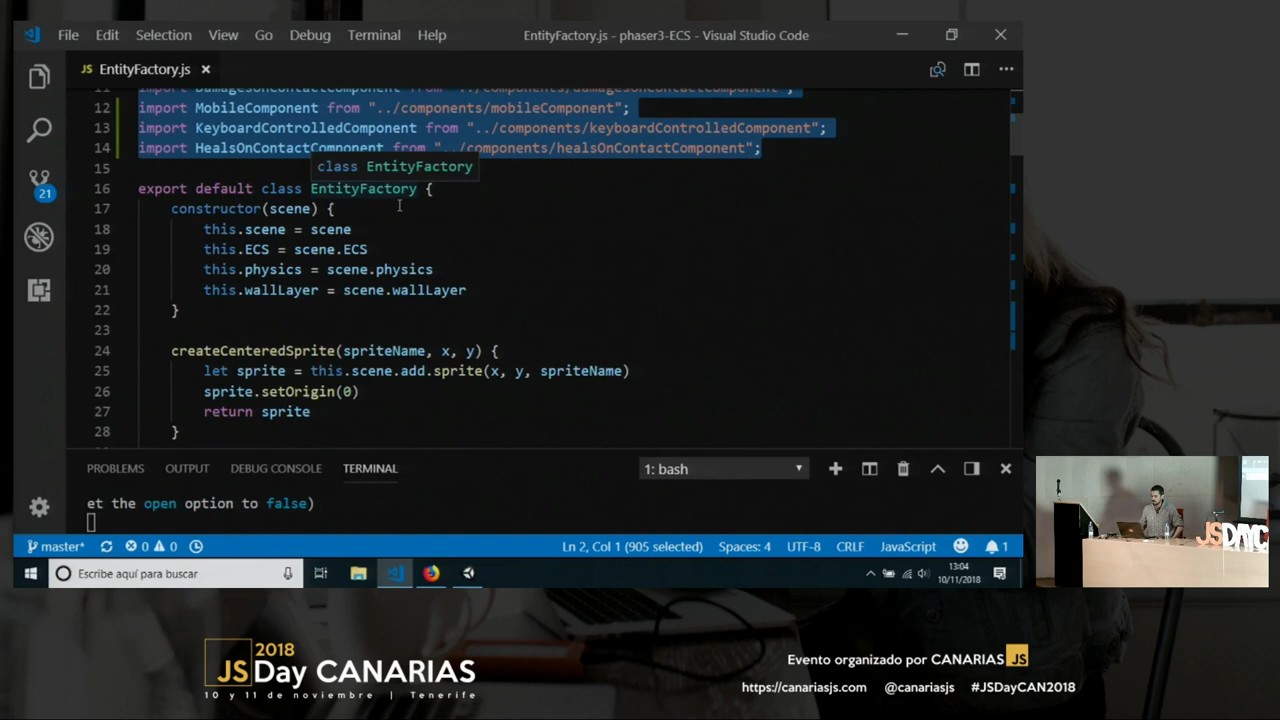 File Edit Selection View Go Debug Terminal Help EntityFactory.js - phaser3-ECS - Visual Studio Code
JS EntityFactory.js
11 import DamagesOnContactComponent from "../components/damagesOnContactComponent";
12 import MobileComponent from "../components/mobileComponent";
13 import KeyboardControlledComponent from "../components/keyboardControlledComponent";
14 import HealsOnContactComponent from "../components/healsOnContactComponent";
class EntityFactory
15
16 export default class EntityFactory {
17 constructor(scene) {
18 this.scene = scene
19 this.ECS = scene.ECS
20 this.physics = scene.physics
21 this.wallLayer = scene.wallLayer
22 }
23
24 createCenteredSprite(spriteName, x, y) {
25 let sprite = this.scene.add.sprite(x, y, spriteName)
26 sprite.setOrigin(0)
27 return sprite
28 }
21
PROBLEMS OUTPUT DEBUG CONSOLE TERMINAL 1: bash
et the open option to false)
master* 0 0 Ln 2, Col 1 (905 selected) Spaces: 4 UTF-8 CRLF JavaScript 1
Escribe aquí para buscar 13:04
10/11/2018
JSDAYC
2018
JSDay CANARIAS
10 y 11 de noviembre | Tenerife
Evento organizado por CANARIAS JS
https://canariasjs.com @canariasjs #JSDayCAN2018